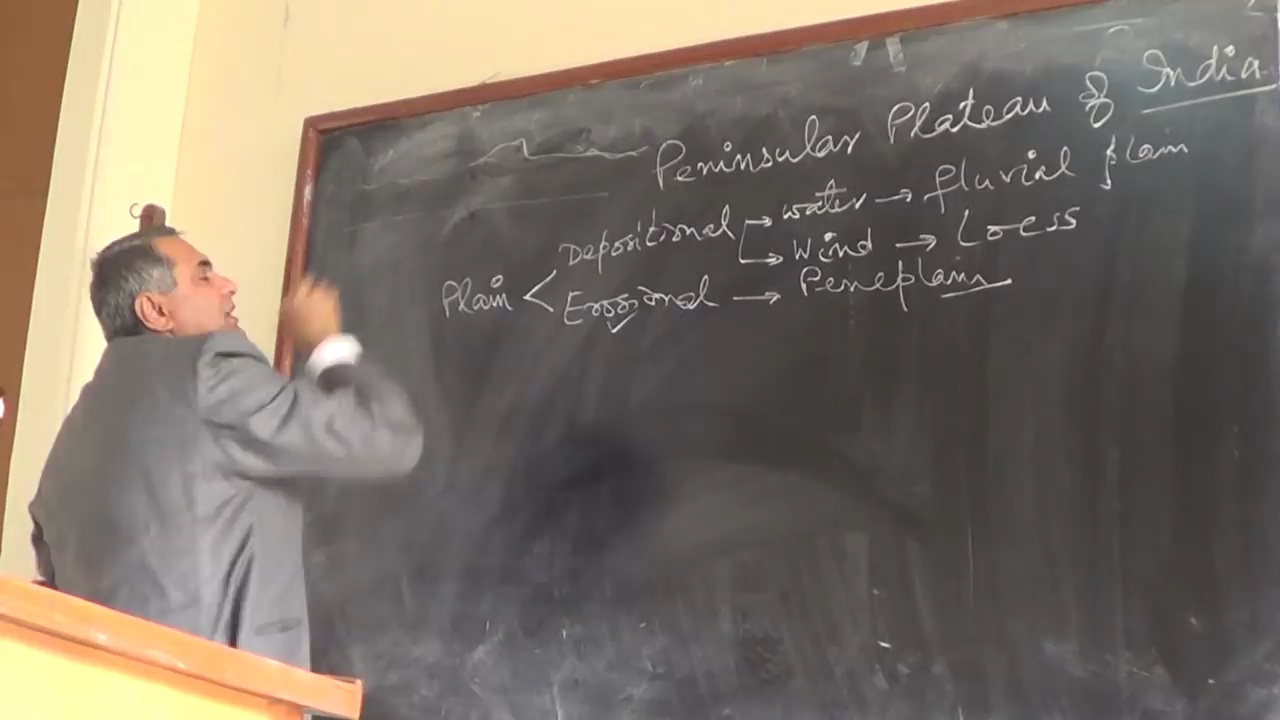 Peninsular Plateau of India
Depositional → water → fluvial plain
→ Wind → Loess
Plain < Erosional → Peneplain